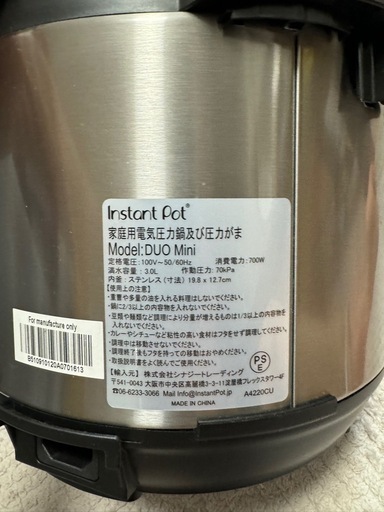 Instant Pot®
家庭用電気圧力鍋及び圧力がま
Model:DUO Mini
定格電圧：100V～50/60Hz 消費電力：700W
満水容量：3.0L 作動圧力：70kPa
内釜：ステンレス（寸法）19.8 x 12.7cm
【使用上の注意】
・重曹や多量の油を入れる料理はしないでください。
・鍋に2/3以上の内容物を入れないでください。
・豆類や麺類など調理により分量が増えるものは1/2以上の内容物を入れないでください。
・カレーやシチューなど粘性の高い食材はフタをせず調理してください。
・調理中は移動させないでください。
・調理終了後もフタを持っての移動はおやめください。
・取扱説明書を良く読んでご使用ください。
【輸入元】株式会社シナジートレーディング
〒541-0043 大阪市中央区高麗橋3-3-11淀屋橋フレックスタワー4F
☎06-6233-3066 Mail Info@InstantPot.jp A4220CU
MADE IN CHINA
PSE
For manufacture only
B510910120A0701613